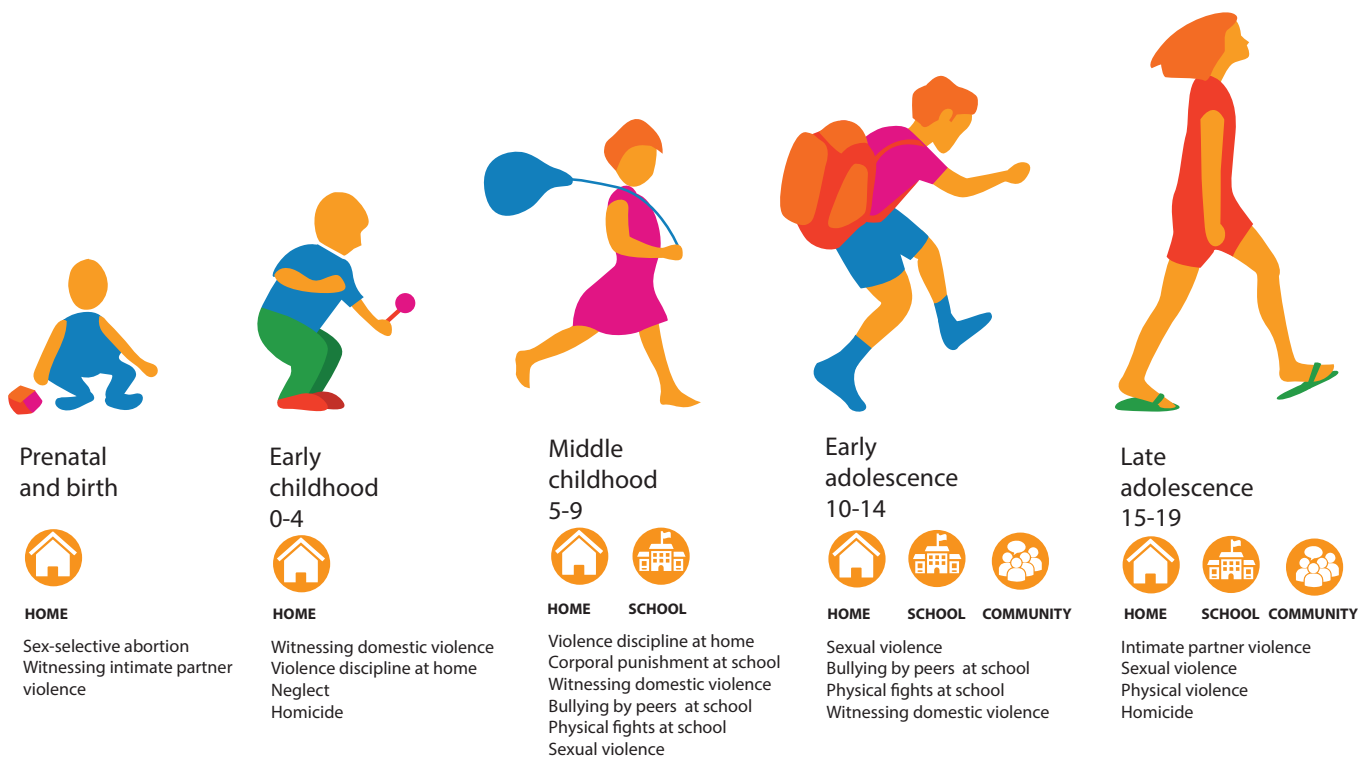 Prenatal
and birth
HOME
Sex-selective abortion
Witnessing intimate partner
violence
Early
childhood
0-4
HOME
Witnessing domestic violence
Violence discipline at home
Neglect
Homicide
Middle
childhood
5-9
HOME SCHOOL
Violence discipline at home
Corporal punishment at school
Witnessing domestic violence
Bullying by peers at school
Physical fights at school
Sexual violence
Early
adolescence
10-14
HOME SCHOOL COMMUNITY
Sexual violence
Bullying by peers at school
Physical fights at school
Witnessing domestic violence
Late
adolescence
15-19
HOME SCHOOL COMMUNITY
Intimate partner violence
Sexual violence
Physical violence
Homicide